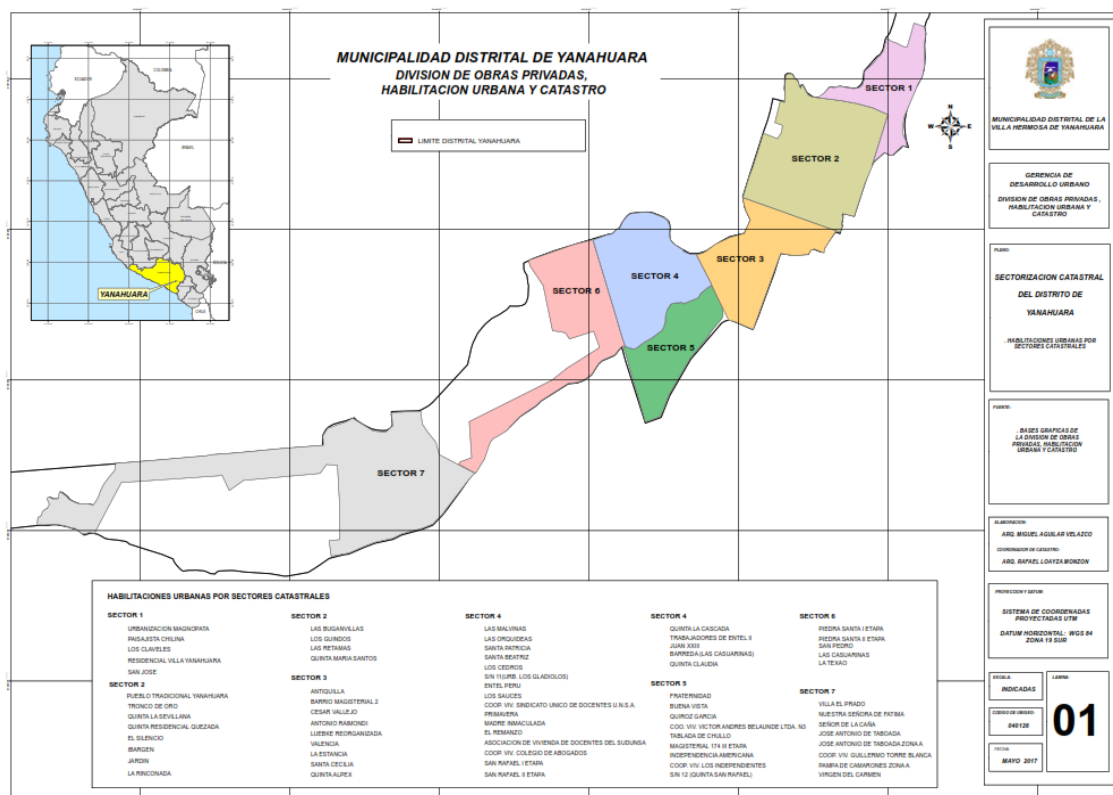 MUNICIPALIDAD DISTRITAL DE YANAHUARA
DIVISION DE OBRAS PRIVADAS,
HABILITACION URBANA Y CATASTRO
LIMITE DISTRITAL YANAHUARA
ECUADOR
COLOMBIA
BRASIL
BOLIVIA
CHILE
YANAHUARA
SECTOR 1
SECTOR 2
SECTOR 3
SECTOR 4
SECTOR 5
SECTOR 6
SECTOR 7
N
W
E
S
MUNICIPALIDAD DISTRITAL DE LA
VILLA HERMOSA DE YANAHUARA
GERENCIA DE
DESARROLLO URBANO
DIVISION DE OBRAS PRIVADAS ,
HABILITACION URBANA Y
CATASTRO
PLANO:
SECTORIZACION CATASTRAL
DEL DISTRITO DE
YANAHUARA
. HABILITACIONES URBANAS POR
SECTORES CATASTRALES
FUENTE:
. BASES GRAFICAS DE
LA DIVISION DE OBRAS
PRIVADAS, HABILITACION
URBANA Y CATASTRO
ELABORACION:
ARQ. MIGUEL AGUILAR VELAZCO
COORDINADOR DE CATASTRO:
ARQ. RAFAEL LOAYZA MONZON
PROYECCION Y DATUM:
SISTEMA DE COORDENADAS
PROYECTADAS UTM
DATUM HORIZONTAL: WGS 84
ZONA 19 SUR
ESCALA:
INDICADAS
LAMINA:
01
CODIGO DE UBIGEO:
040126
FECHA:
MAYO 2017
HABILITACIONES URBANAS POR SECTORES CATASTRALES
SECTOR 1
URBANIZACION MAGNOPATA
PAISAJISTA CHILINA
LOS CLAVELES
RESIDENCIAL VILLA YANAHUARA
SAN JOSE
SECTOR 2
PUEBLO TRADICIONAL YANAHUARA
TRONCO DE ORO
QUINTA LA SEVILLANA
QUINTA RESIDENCIAL QUEZADA
EL SILENCIO
IBARGEN
JARDIN
LA RINCONADA
SECTOR 2
LAS BUGANVILLAS
LOS GUINDOS
LAS RETAMAS
QUINTA MARIA SANTOS
SECTOR 3
ANTIQUILLA
BARRIO MAGISTERIAL 2
CESAR VALLEJO
ANTONIO RAIMONDI
LUEBKE REORGANIZADA
VALENCIA
LA ESTANCIA
SANTA CECILIA
QUINTA ALPEX
SECTOR 4
LAS MALVINAS
LAS ORQUIDEAS
SANTA PATRICIA
SANTA BEATRIZ
LOS CEDROS
S/N 11(URB. LOS GLADIOLOS)
ENTEL PERU
LOS SAUCES
COOP. VIV. SINDICATO UNICO DE DOCENTES U.N.S.A.
PRIMAVERA
MADRE INMACULADA
EL REMANZO
ASOCIACION DE VIVIENDA DE DOCENTES DEL SUDUNSA
COOP. VIV. COLEGIO DE ABOGADOS
SAN RAFAEL I ETAPA
SAN RAFAEL II ETAPA
SECTOR 4
QUINTA LA CASCADA
TRABAJADORES DE ENTEL II
JUAN XXIII
BARREDA (LAS CASUARINAS)
QUINTA CLAUDIA
SECTOR 5
FRATERNIDAD
BUENA VISTA
QUIROZ GARCIA
COO. VIV. VICTOR ANDRES BELAUNDE LTDA. N5
TABLADA DE CHULLO
MAGISTERIAL 174 III ETAPA
INDEPENDENCIA AMERICANA
COOP. VIV. LOS INDEPENDIENTES
S/N 12 (QUINTA SAN RAFAEL)
SECTOR 6
PIEDRA SANTA I ETAPA
PIEDRA SANTA II ETAPA
SAN PEDRO
LAS CASUARINAS
LA TEXAO
SECTOR 7
VILLA EL PRADO
NUESTRA SEÑORA DE FATIMA
SEÑOR DE LA CAÑA
JOSE ANTONIO DE TABOADA
JOSE ANTONIO DE TABOADA ZONA A
COOP. VIV. GUILLERMO TORRE BLANCA
PAMPA DE CAMARONES ZONA A
VIRGEN DEL CARMEN